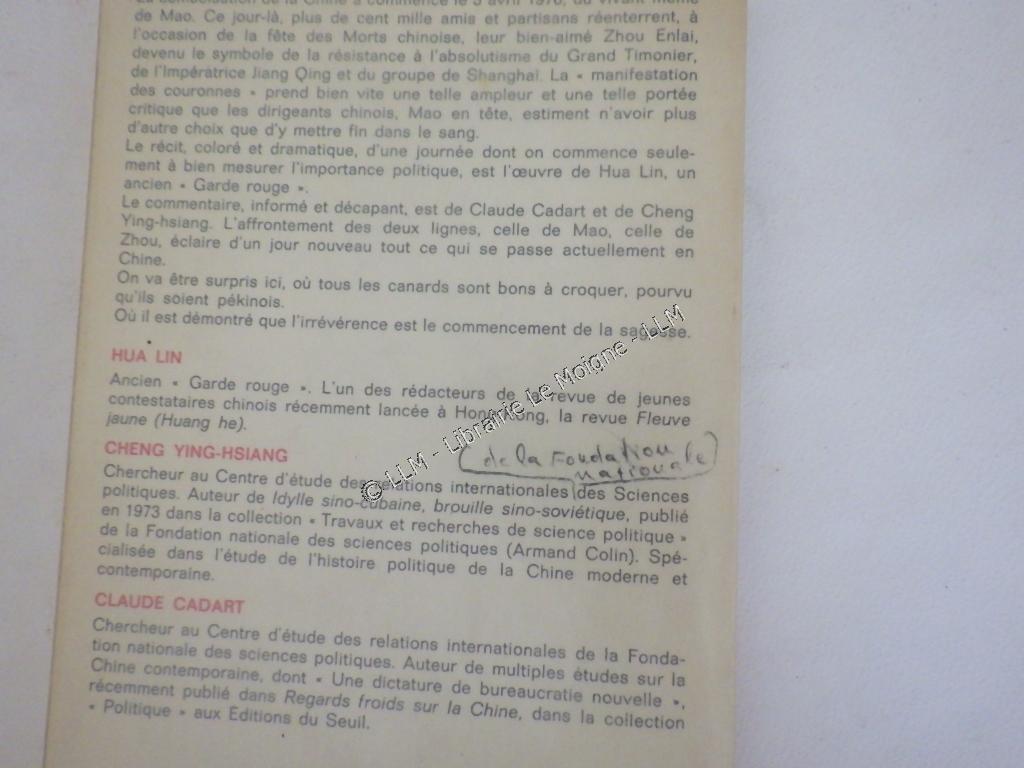 de Mao. Ce jour-là, plus de cent mille amis et partisans réenterrent, à
l'occasion de la fête des Morts chinoise, leur bien-aimé Zhou Enlai,
devenu le symbole de la résistance à l'absolutisme du Grand Timonier,
de l'Impératrice Jiang Qing et du groupe de Shanghai. La « manifestation
des couronnes » prend bien vite une telle ampleur et une telle portée
critique que les dirigeants chinois, Mao en tête, estiment n'avoir plus
d'autre choix que d'y mettre fin dans le sang.
Le récit, coloré et dramatique, d'une journée dont on commence seule-
ment à bien mesurer l'importance politique, est l'œuvre de Hua Lin, un
ancien « Garde rouge ».
Le commentaire, informé et décapant, est de Claude Cadart et de Cheng
Ying-hsiang. L'affrontement des deux lignes, celle de Mao, celle de
Zhou, éclaire d'un jour nouveau tout ce qui se passe actuellement en
Chine.
On va être surpris ici, où tous les canards sont bons à croquer, pourvu
qu'ils soient pékinois.
Où il est démontré que l'irrévérence est le commencement de la sagesse.
HUA LIN
Ancien « Garde rouge ». L'un des rédacteurs de la revue de jeunes
contestataires chinois récemment lancée à Hongkong, la revue Fleuve
jaune (Huang he).
CHENG YING-HSIANG
(de la Fondation
nationale)
Chercheur au Centre d'étude des relations internationales des Sciences
politiques. Auteur de Idylle sino-cubaine, brouille sino-soviétique, publié
en 1973 dans la collection « Travaux et recherches de science politique »
de la Fondation nationale des sciences politiques (Armand Colin). Spé-
cialisée dans l'étude de l'histoire politique de la Chine moderne et
contemporaine.
CLAUDE CADART
Chercheur au Centre d'étude des relations internationales de la Fonda-
tion nationale des sciences politiques. Auteur de multiples études sur la
Chine contemporaine, dont « Une dictature de bureaucratie nouvelle »,
récemment publié dans Regards froids sur la Chine, dans la collection
« Politique » aux Editions du Seuil.
© LLM - Librairie Le Moigne - LLM